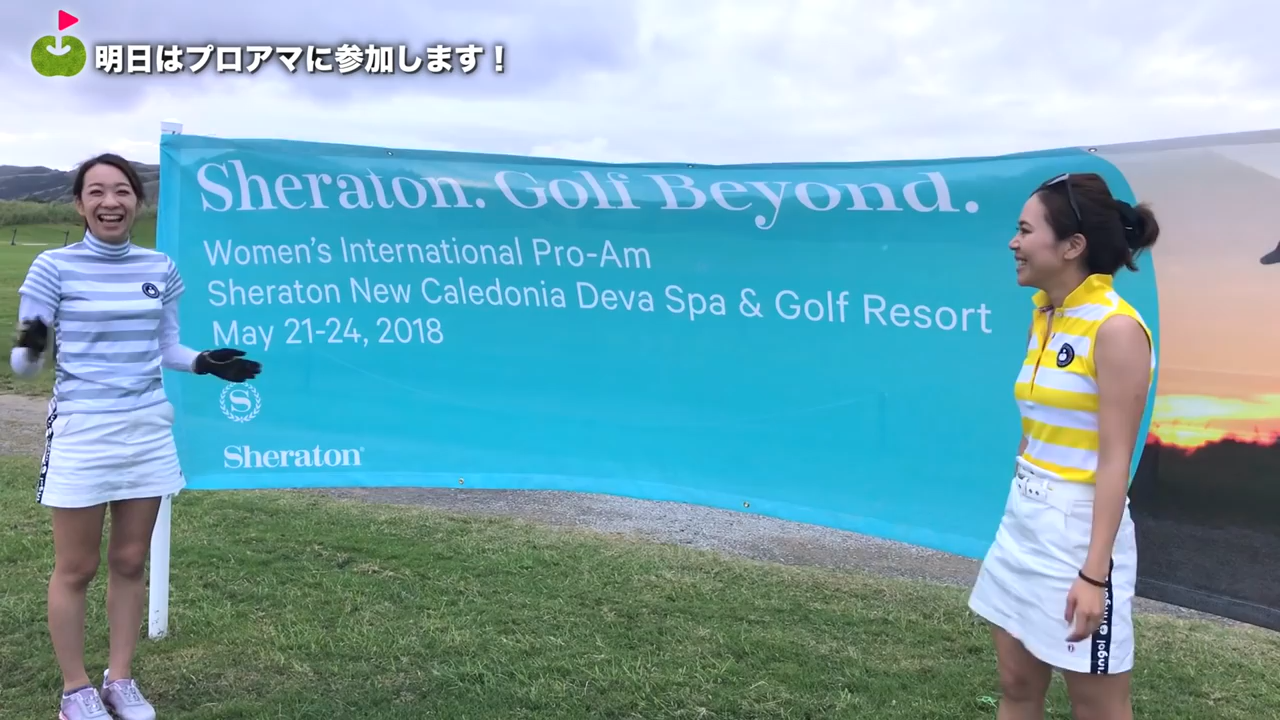 明日はプロアマに参加します！
Sheraton. Golf Beyond.
Women's International Pro-Am
Sheraton New Caledonia Deva Spa & Golf Resort
May 21-24, 2018
S
Sheraton
ringo!